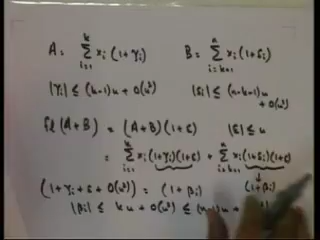 A = Σ_{i=1}^{k} x_i (1+γ_i)   B = Σ_{i=k+1}^{n} x_i (1+δ_i)
|γ_i| ≤ (k-1)u + O(u²)   |δ_i| ≤ (n-k-1)u + O(u²)
fl(A+B) = (A+B)(1+ε)   |ε| ≤ u
= Σ_{i=1}^{k} x_i (1+γ_i)(1+ε) + Σ_{i=k+1}^{n} x_i (1+δ_i)(1+ε)
(1+γ_i+ε+O(u²)) = (1+β_i)   (1+β_i)
|β_i| ≤ ku + O(u²) ≤ (n-1)u +